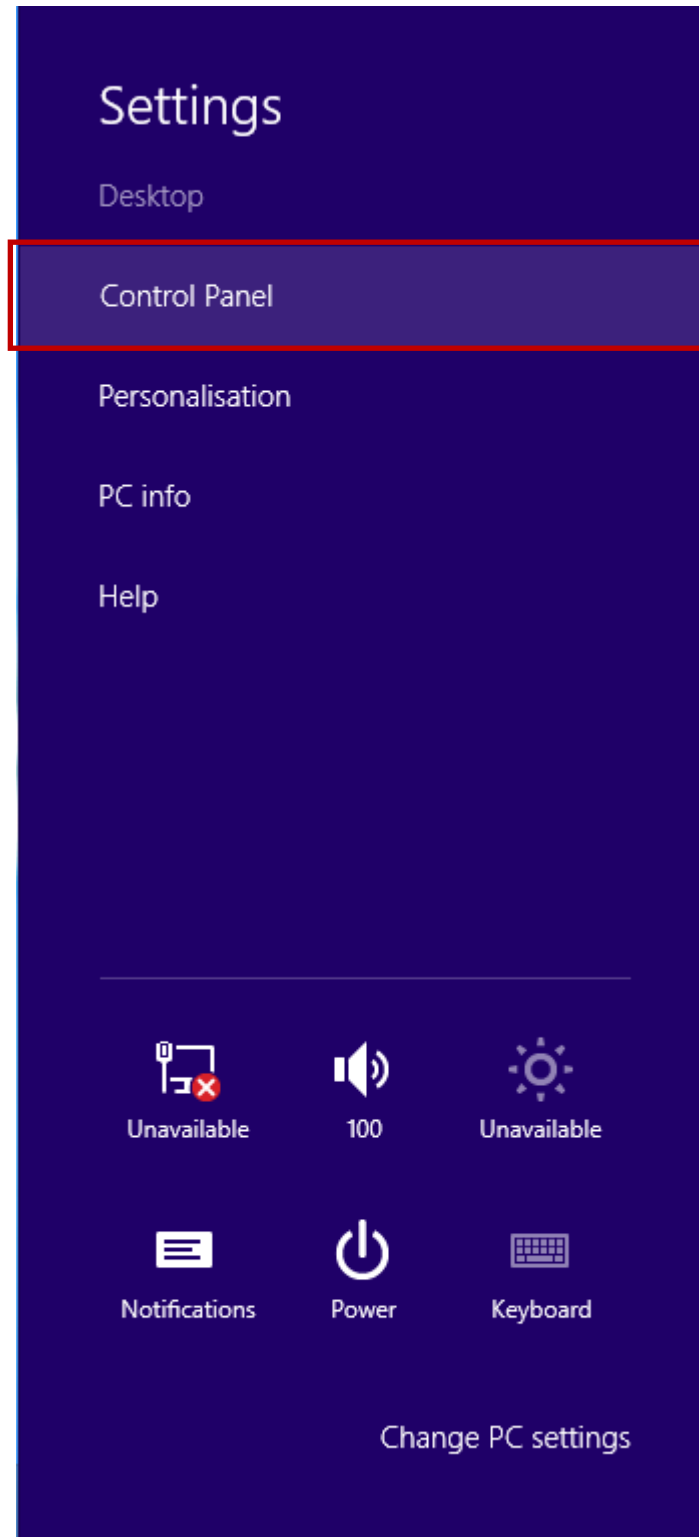 Settings
Desktop
Control Panel
Personalisation
PC info
Help
Unavailable 100 Unavailable
Notifications Power Keyboard
Change PC settings